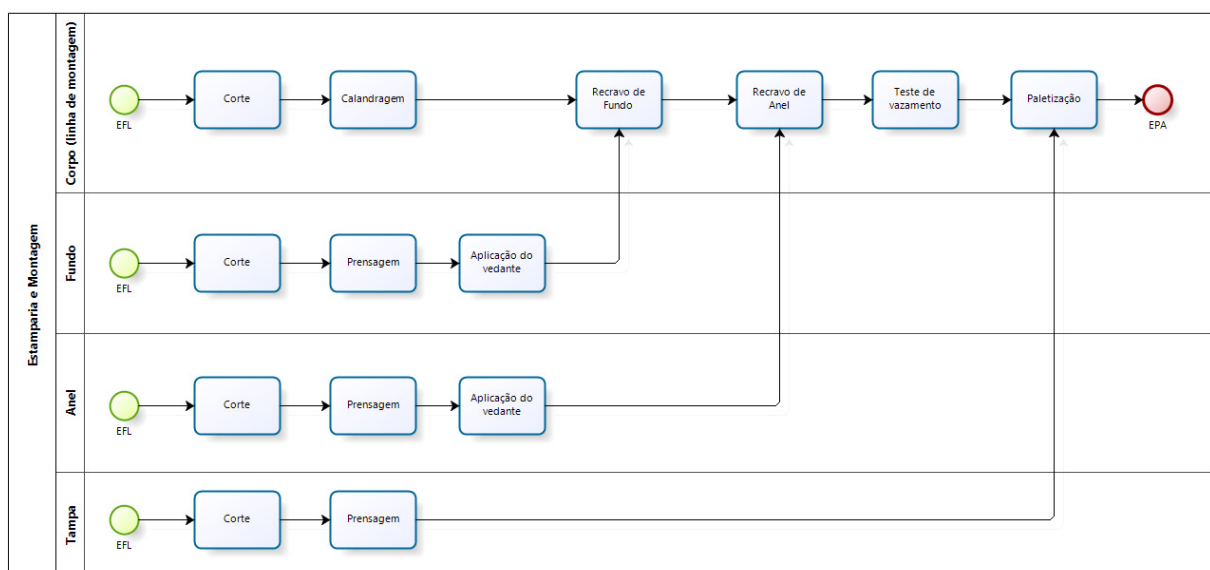 Estamparia e Montagem
Corpo (linha de montagem)
EFL
Corte
Calandragem
Recravo de
Fundo
Recravo de
Anel
Teste de
vazamento
Paletização
EPA
Fundo
EFL
Corte
Prensagem
Aplicação do
vedante
Anel
EFL
Corte
Prensagem
Aplicação do
vedante
Tampa
EFL
Corte
Prensagem